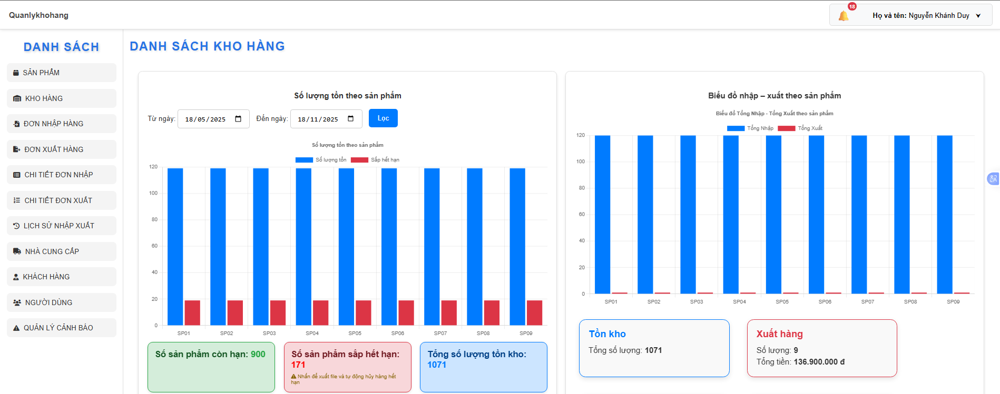 Quanlykhohang
18
Họ và tên: Nguyễn Khánh Duy
DANH SÁCH
SẢN PHẨM
KHO HÀNG
ĐƠN NHẬP HÀNG
ĐƠN XUẤT HÀNG
CHI TIẾT ĐƠN NHẬP
CHI TIẾT ĐƠN XUẤT
LỊCH SỬ NHẬP XUẤT
NHÀ CUNG CẤP
KHÁCH HÀNG
NGƯỜI DÙNG
QUẢN LÝ CẢNH BÁO
DANH SÁCH KHO HÀNG
Số lượng tồn theo sản phẩm
Từ ngày: 18/05/2025 Đến ngày: 18/11/2025 Lọc
Số lượng tồn theo sản phẩm
Số lượng tồn Sắp hết hạn
120
100
80
60
40
20
0
SP01 SP02 SP03 SP04 SP05 SP06 SP07 SP08 SP09
Số sản phẩm còn hạn: 900
Số sản phẩm sắp hết hạn:
171
Nhấn để xuất file và tự động hủy hàng hết
hạn
Tổng số lượng tồn kho:
1071
Biểu đồ nhập – xuất theo sản phẩm
Biểu đồ Tổng Nhập - Tổng Xuất theo sản phẩm
Tổng Nhập Tổng Xuất
120
100
80
60
40
20
0
SP01 SP02 SP03 SP04 SP05 SP06 SP07 SP08 SP09
Tồn kho
Tổng số lượng: 1071
Xuất hàng
Số lượng: 9
Tổng tiền: 136.900.000 đ